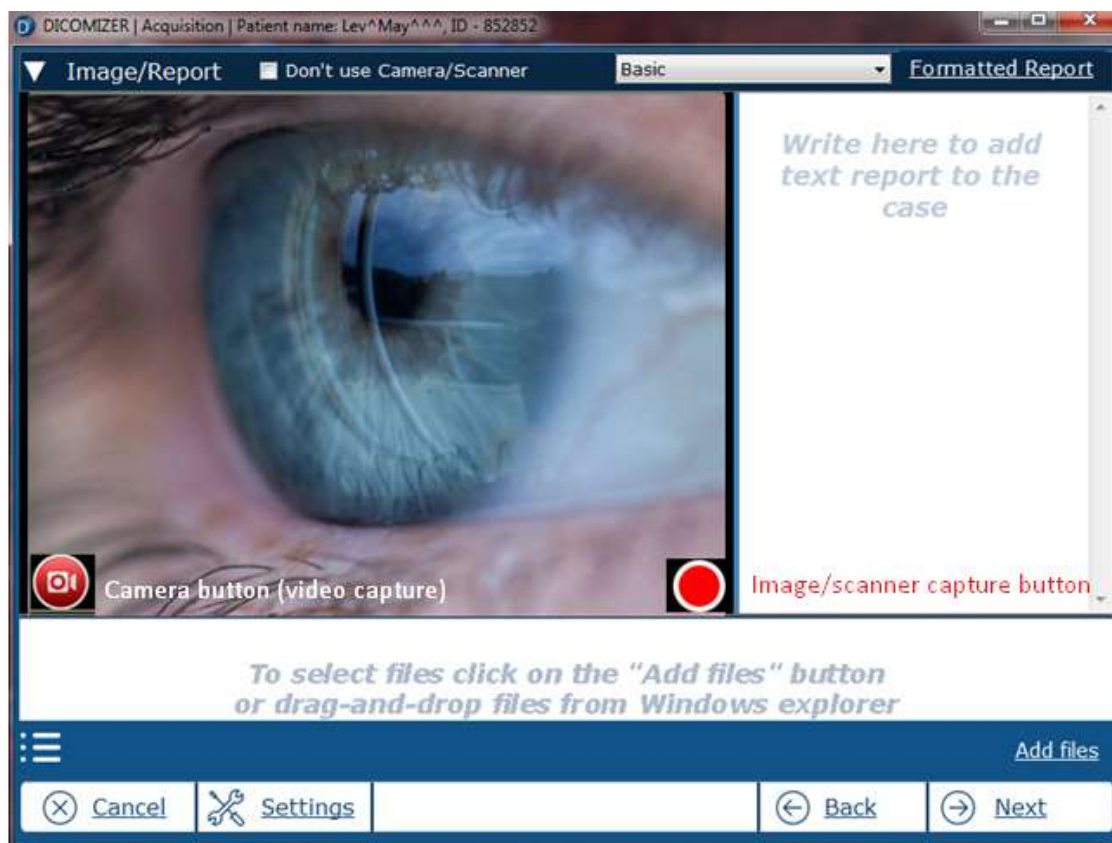 DICOMIZER | Acquisition | Patient name: Lev^May^^^, ID - 852852
Image/Report
Don't use Camera/Scanner
Basic
Formatted Report
Write here to add
text report to the
case
Camera button (video capture)
Image/scanner capture button
To select files click on the "Add files" button
or drag-and-drop files from Windows explorer
Add files
Cancel
Settings
Back
Next